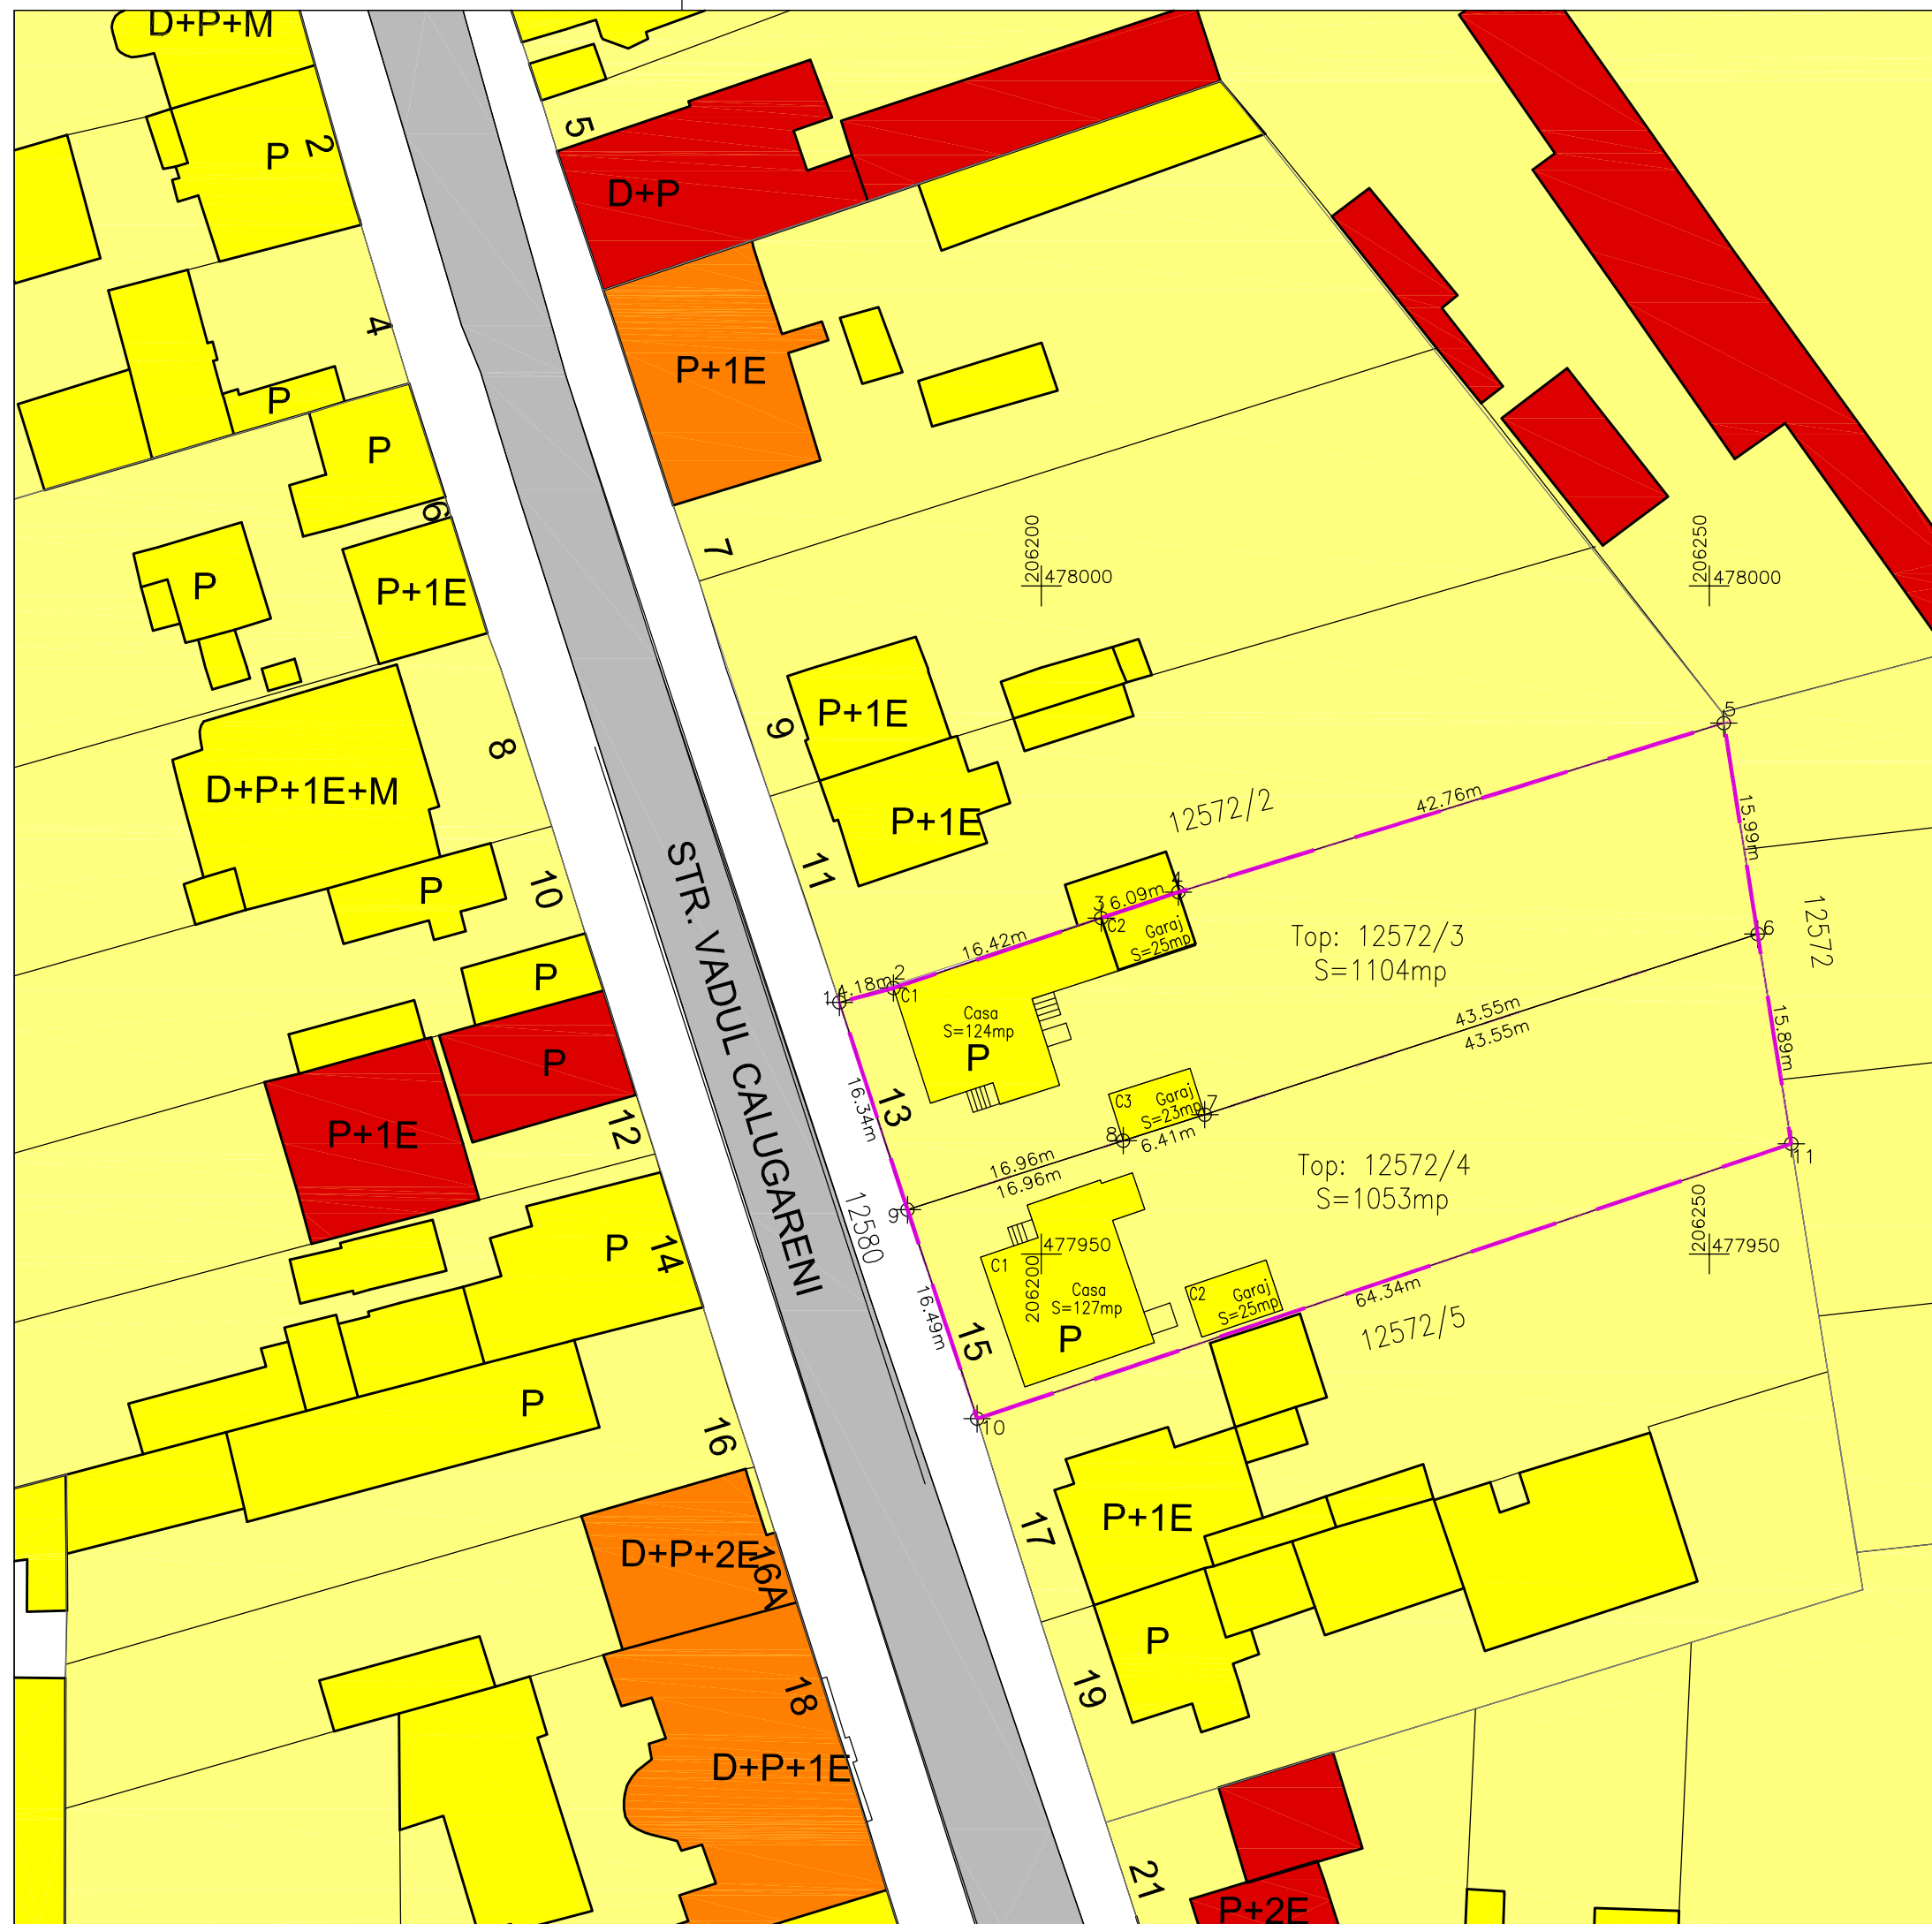 D+P+M
2
P
5
D+P
4
P
P+1E
P
6
7
206200
478000
206250
478000
P
P+1E
9
P+1E
8
D+P+1E+M
P+1E
11
5
12572/2
42.76m
15.99m
STR. VADUL CALUGARENI
10
P
4
3
6.09m
C2
Garaj
S=25mp
16.42m
Top: 12572/3
S=1104mp
6
12572
P
1
4.18m
2
C1
Casa
S=124mp
P
43.55m
43.55m
15.89m
P
12
P+1E
16.34m
13
C3
Garaj
S=23mp
7
8
6.41m
11
16.96m
16.96m
Top: 12572/4
S=1053mp
9
12580
14
P
C1
477950
206200
Casa
S=127mp
P
C2
Garaj
S=25mp
206250
477950
64.34m
12572/5
16.49m
15
10
P
16
17
P+1E
D+P+2E
16A
P
18
19
D+P+1E
21
P+2E